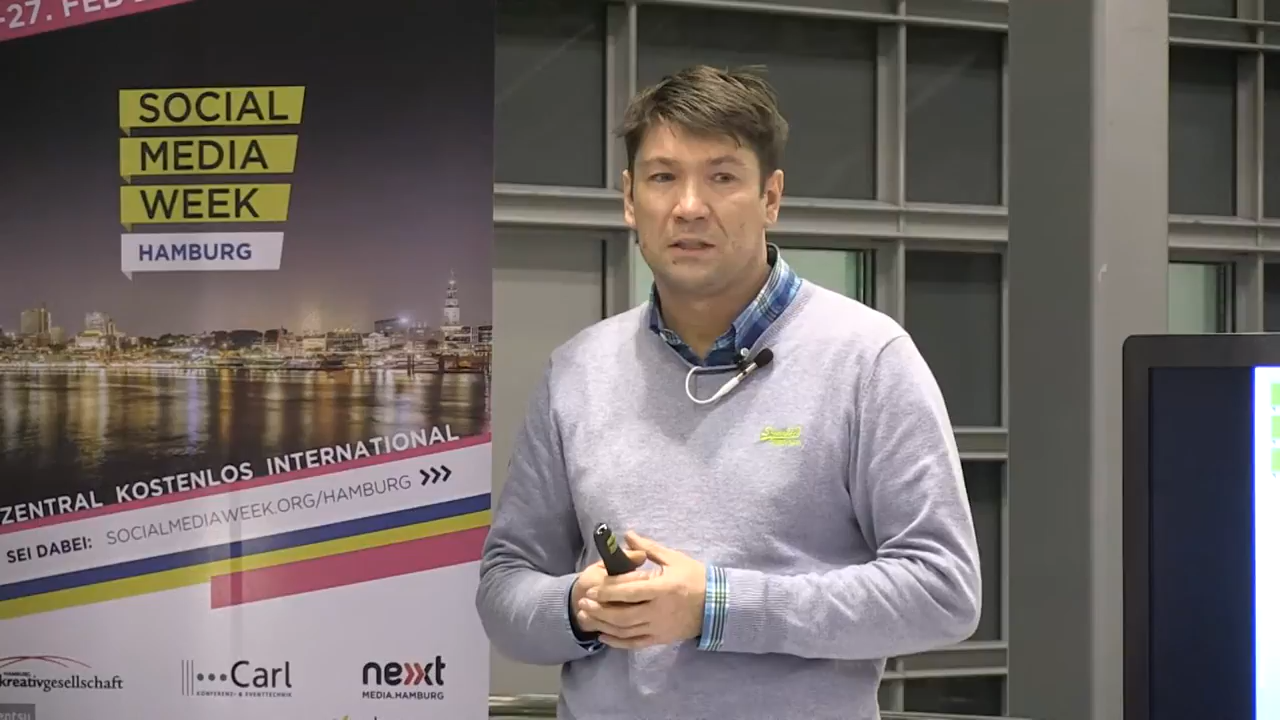 -27. FEB
SOCIAL
MEDIA
WEEK
HAMBURG
ZENTRAL KOSTENLOS INTERNATIONAL
SEI DABEI: SOCIALMEDIAWEEK.ORG/HAMBURG
HAMBURG
kreativgesellschaft
Carl
KONFERENZ- & EVENTTECHNIK
nexxt
MEDIA.HAMBURG